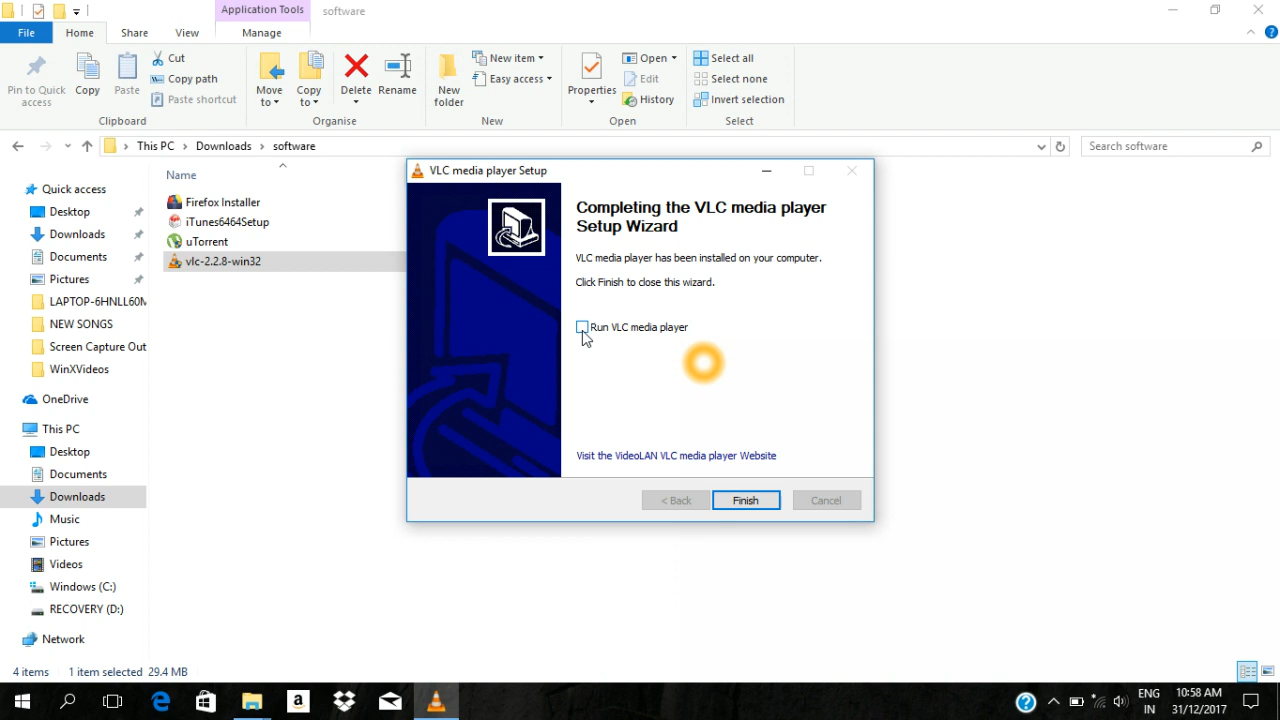 Application Tools
software
File
Home
Share
View
Manage
Pin to Quick access
Copy
Paste
Cut
Copy path
Paste shortcut
Clipboard
Move to
Copy to
Delete
Rename
Organise
New folder
New item
Easy access
New
Properties
Open
Edit
History
Open
Select all
Select none
Invert selection
Select
This PC
Downloads
software
Search software
Quick access
Desktop
Downloads
Documents
Pictures
LAPTOP-6HNLL60M
NEW SONGS
Screen Capture Out
WinXVideos
OneDrive
This PC
Desktop
Documents
Downloads
Music
Pictures
Videos
Windows (C:)
RECOVERY (D:)
Network
Name
Firefox Installer
iTunes6464Setup
uTorrent
vlc-2.2.8-win32
VLC media player Setup
Completing the VLC media player
Setup Wizard
VLC media player has been installed on your computer.
Click Finish to close this wizard.
Run VLC media player
Visit the VideoLAN VLC media player Website
< Back
Finish
Cancel
4 items
1 item selected 29.4 MB
ENG
IN
10:58 AM
31/12/2017